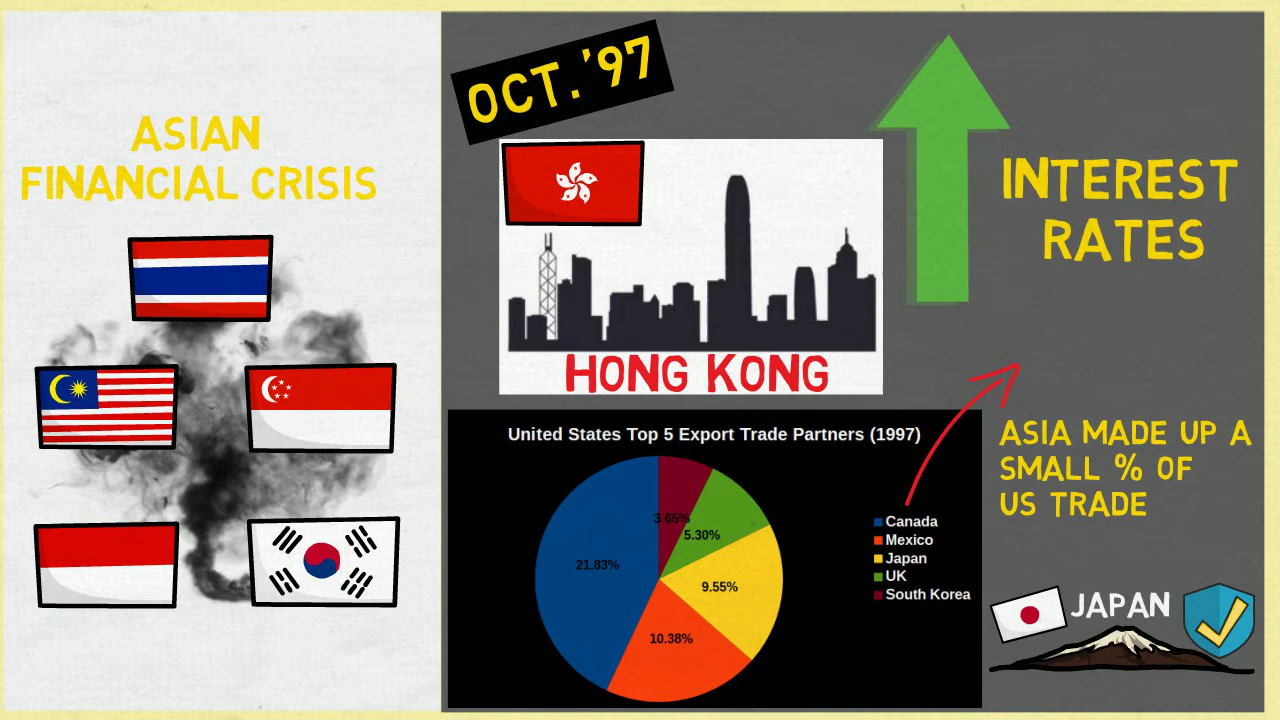 ASIAN
FINANCIAL CRISIS
OCT.'97
HONG KONG
INTEREST
RATES
United States Top 5 Export Trade Partners (1997)
3.65%
5.30%
21.83%
9.55%
10.38%
Canada
Mexico
Japan
UK
South Korea
ASIA MADE UP A
SMALL % OF
US TRADE
JAPAN